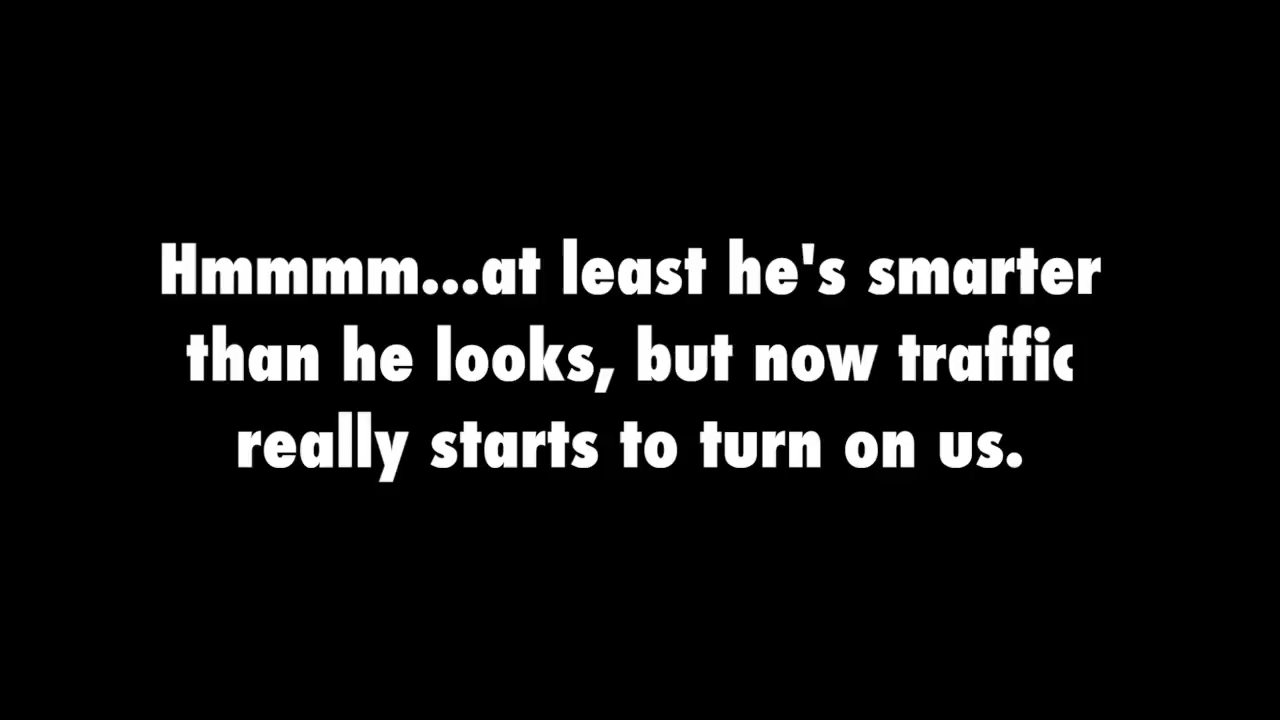 Hmmmm...at least he's smarter
than he looks, but now traffic
really starts to turn on us.